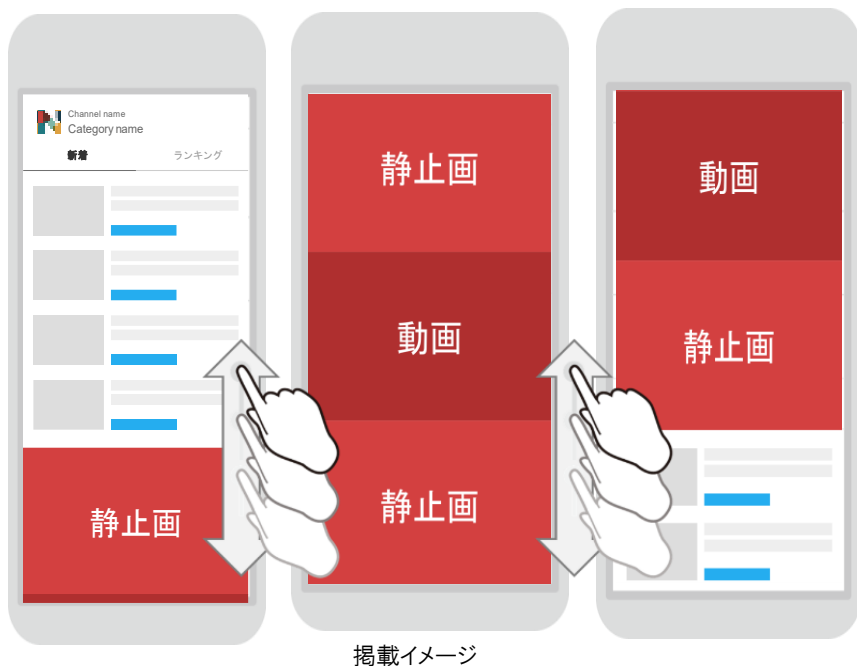 Channel name
Category name
新着
ランキング
静止画
静止画
動画
静止画
動画
静止画
掲載イメージ